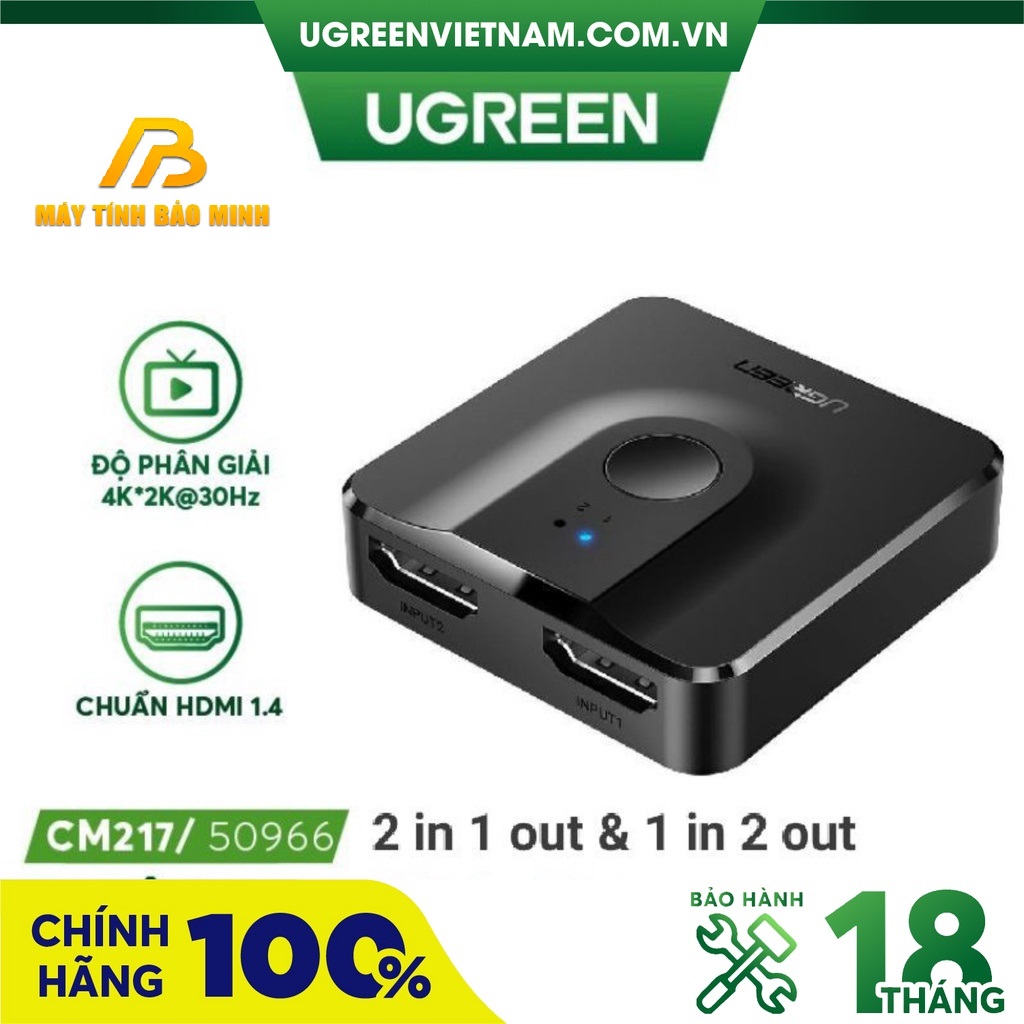 UGREENVIETNAM.COM.VN
UGREEN
MÁY TÍNH BẢO MINH
UGREEN
ĐỘ PHÂN GIẢI
4K*2K@30Hz
1 2
INPUT2
INPUT1
CHUẨN HDMI 1.4
CM217/ 50966
2 in 1 out & 1 in 2 out
CHÍNH HÃNG 100%
BẢO HÀNH
18 THÁNG